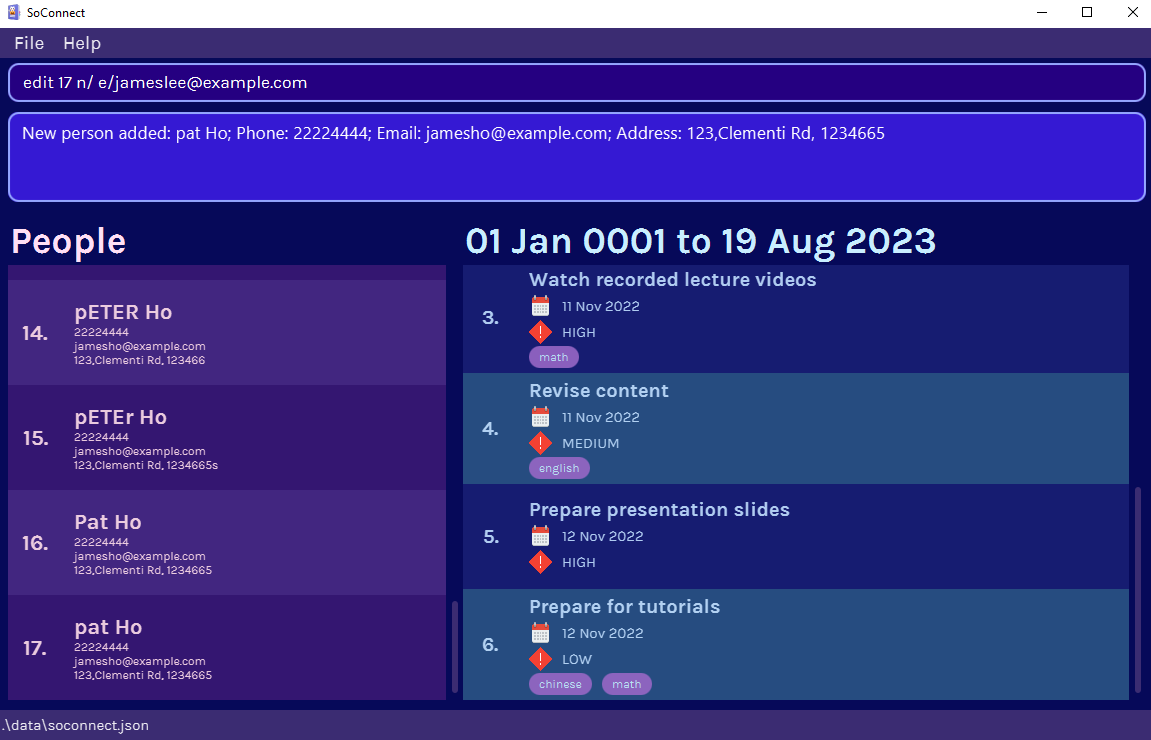 SoConnect
File Help
edit 17 n/ e/jameslee@example.com
New person added: pat Ho; Phone: 22224444; Email: jamesho@example.com; Address: 123,Clementi Rd, 1234665
People
14.
pETER Ho
22224444
jamesho@example.com
123,Clementi Rd, 123466
15.
pETEr Ho
22224444
jamesho@example.com
123,Clementi Rd, 1234665s
16.
Pat Ho
22224444
jamesho@example.com
123,Clementi Rd, 1234665
17.
pat Ho
22224444
jamesho@example.com
123,Clementi Rd, 1234665
01 Jan 0001 to 19 Aug 2023
3.
Watch recorded lecture videos
11 Nov 2022
HIGH
math
4.
Revise content
11 Nov 2022
MEDIUM
english
5.
Prepare presentation slides
12 Nov 2022
HIGH
6.
Prepare for tutorials
12 Nov 2022
LOW
chinese math
.\data\soconnect.json